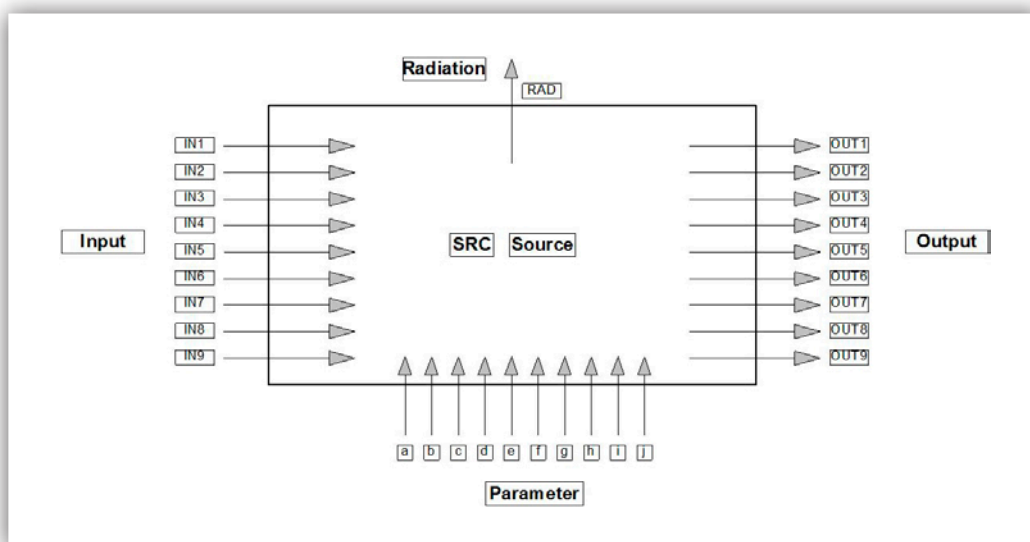 Radiation
RAD
IN1 OUT1
IN2 OUT2
IN3 OUT3
IN4 OUT4
Input SRC Source Output
IN5 OUT5
IN6 OUT6
IN7 OUT7
IN8 OUT8
IN9 OUT9
a b c d e f g h i j
Parameter